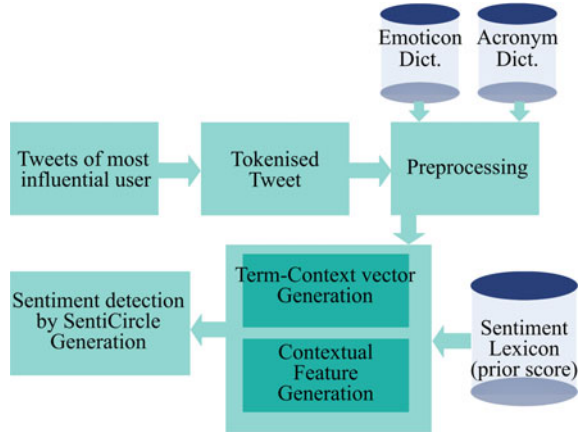 Emoticon
Dict.
Acronym
Dict.
Tweets of most
influential user
Tokenised
Tweet
Preprocessing
Term-Context vector
Generation
Contextual
Feature
Generation
Sentiment detection
by SentiCircle
Generation
Sentiment
Lexicon
(prior score)